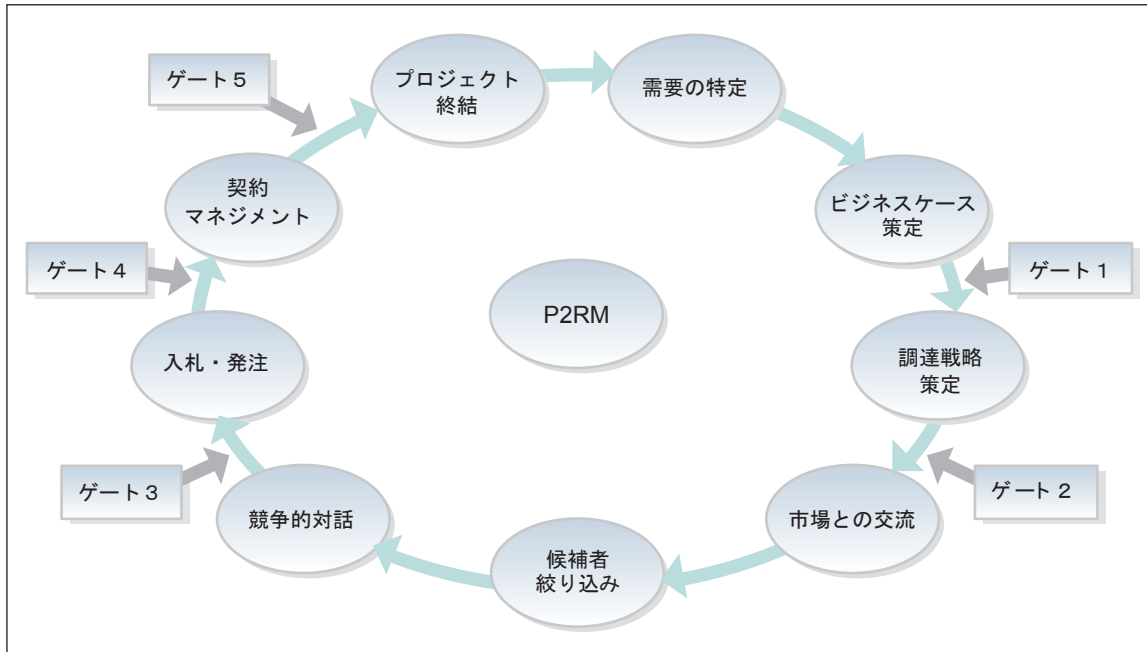 ゲート5
プロジェクト
終結
需要の特定
契約
マネジメント
ビジネスケース
策定
ゲート4
ゲート1
P2RM
入札・発注
調達戦略
策定
ゲート3
ゲート2
競争的対話
市場との交流
候補者
絞り込み